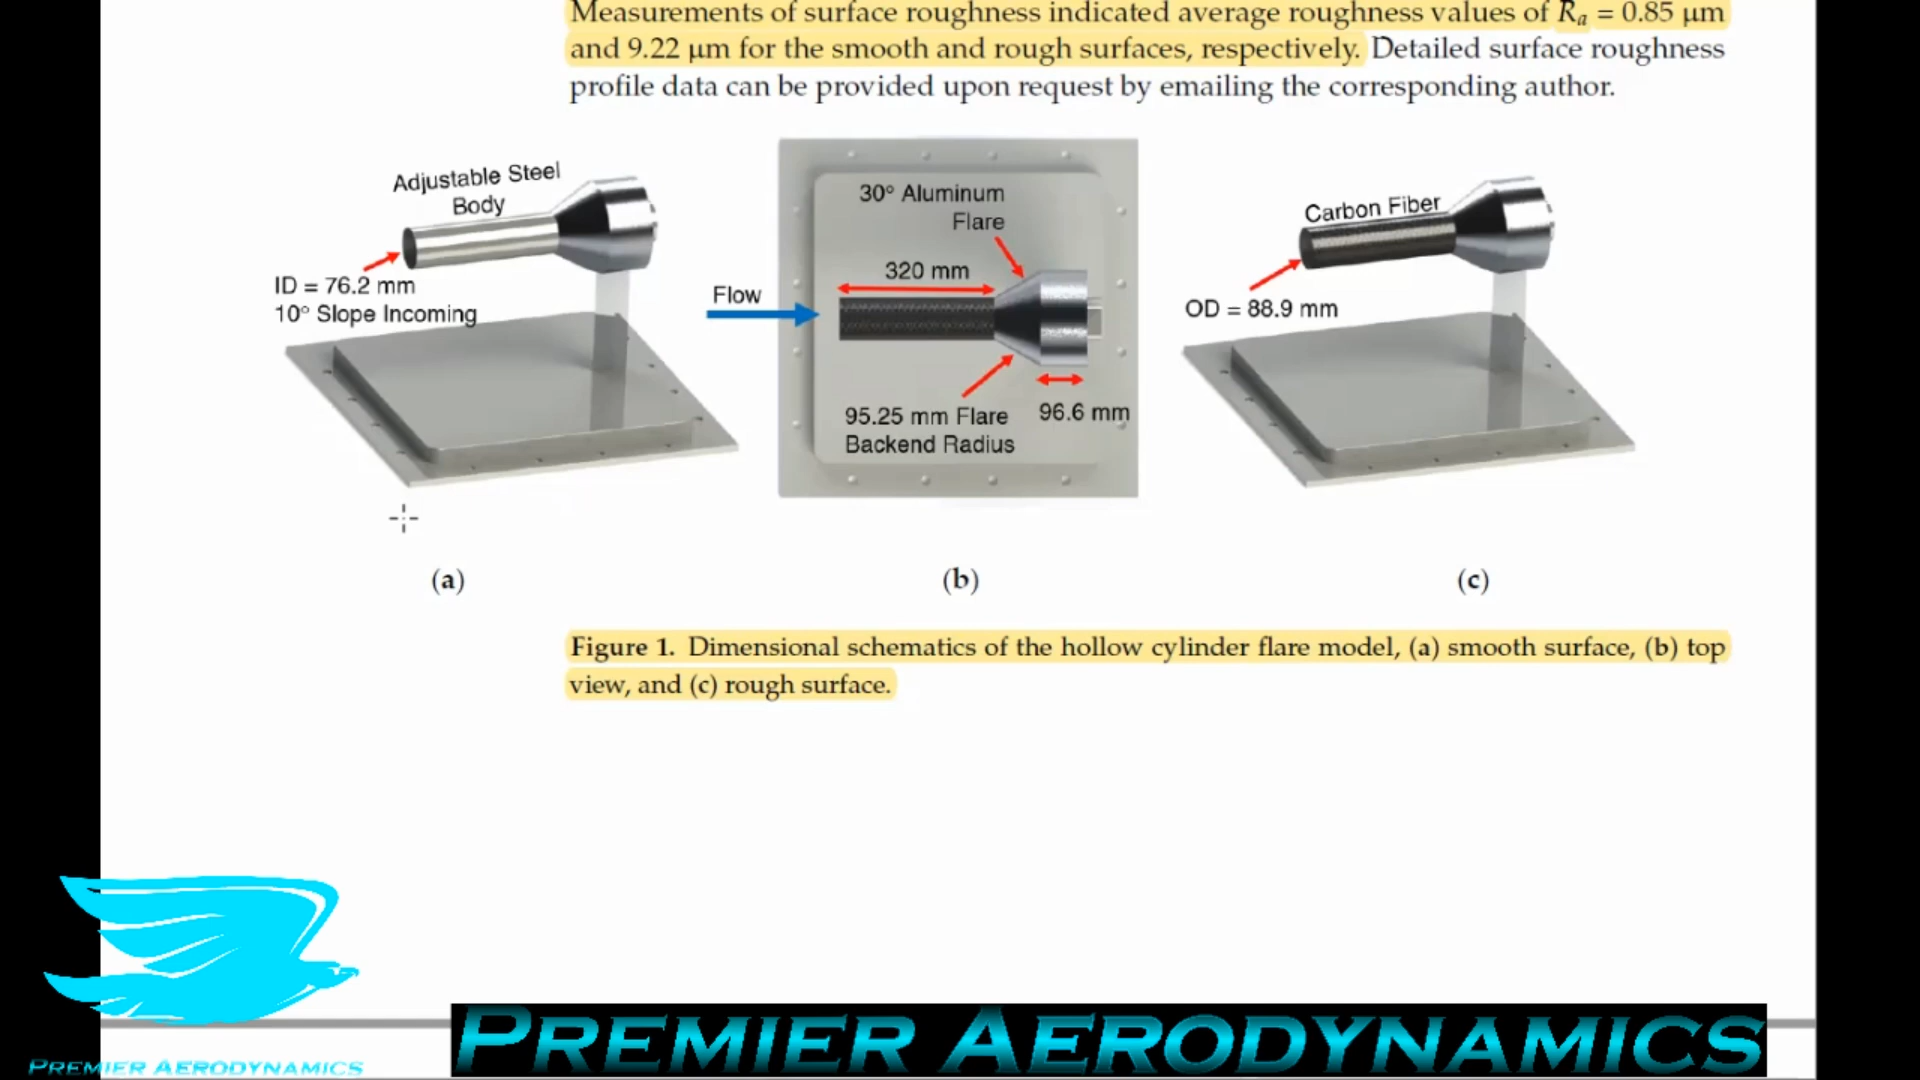 Measurements of surface roughness indicated average roughness values of Rₐ = 0.85 μm
and 9.22 μm for the smooth and rough surfaces, respectively. Detailed surface roughness
profile data can be provided upon request by emailing the corresponding author.
Adjustable Steel
Body
ID = 76.2 mm
10° Slope Incoming
30° Aluminum
Flare
320 mm
Flow
95.25 mm Flare
Backend Radius
96.6 mm
Carbon Fiber
OD = 88.9 mm
(a)
(b)
(c)
Figure 1. Dimensional schematics of the hollow cylinder flare model, (a) smooth surface, (b) top
view, and (c) rough surface.
PREMIER AERODYNAMICS
PREMIER AERODYNAMICS